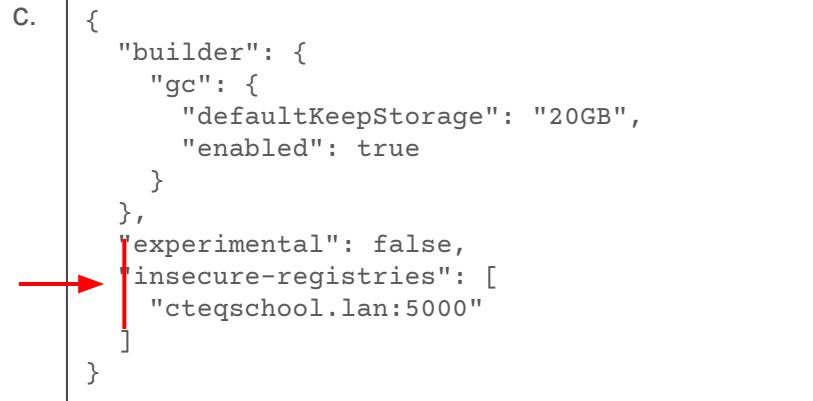 C.
{
  "builder": {
    "gc": {
      "defaultKeepStorage": "20GB",
      "enabled": true
    }
  },
  "experimental": false,
  "insecure-registries": [
    "cteqschool.lan:5000"
  ]
}